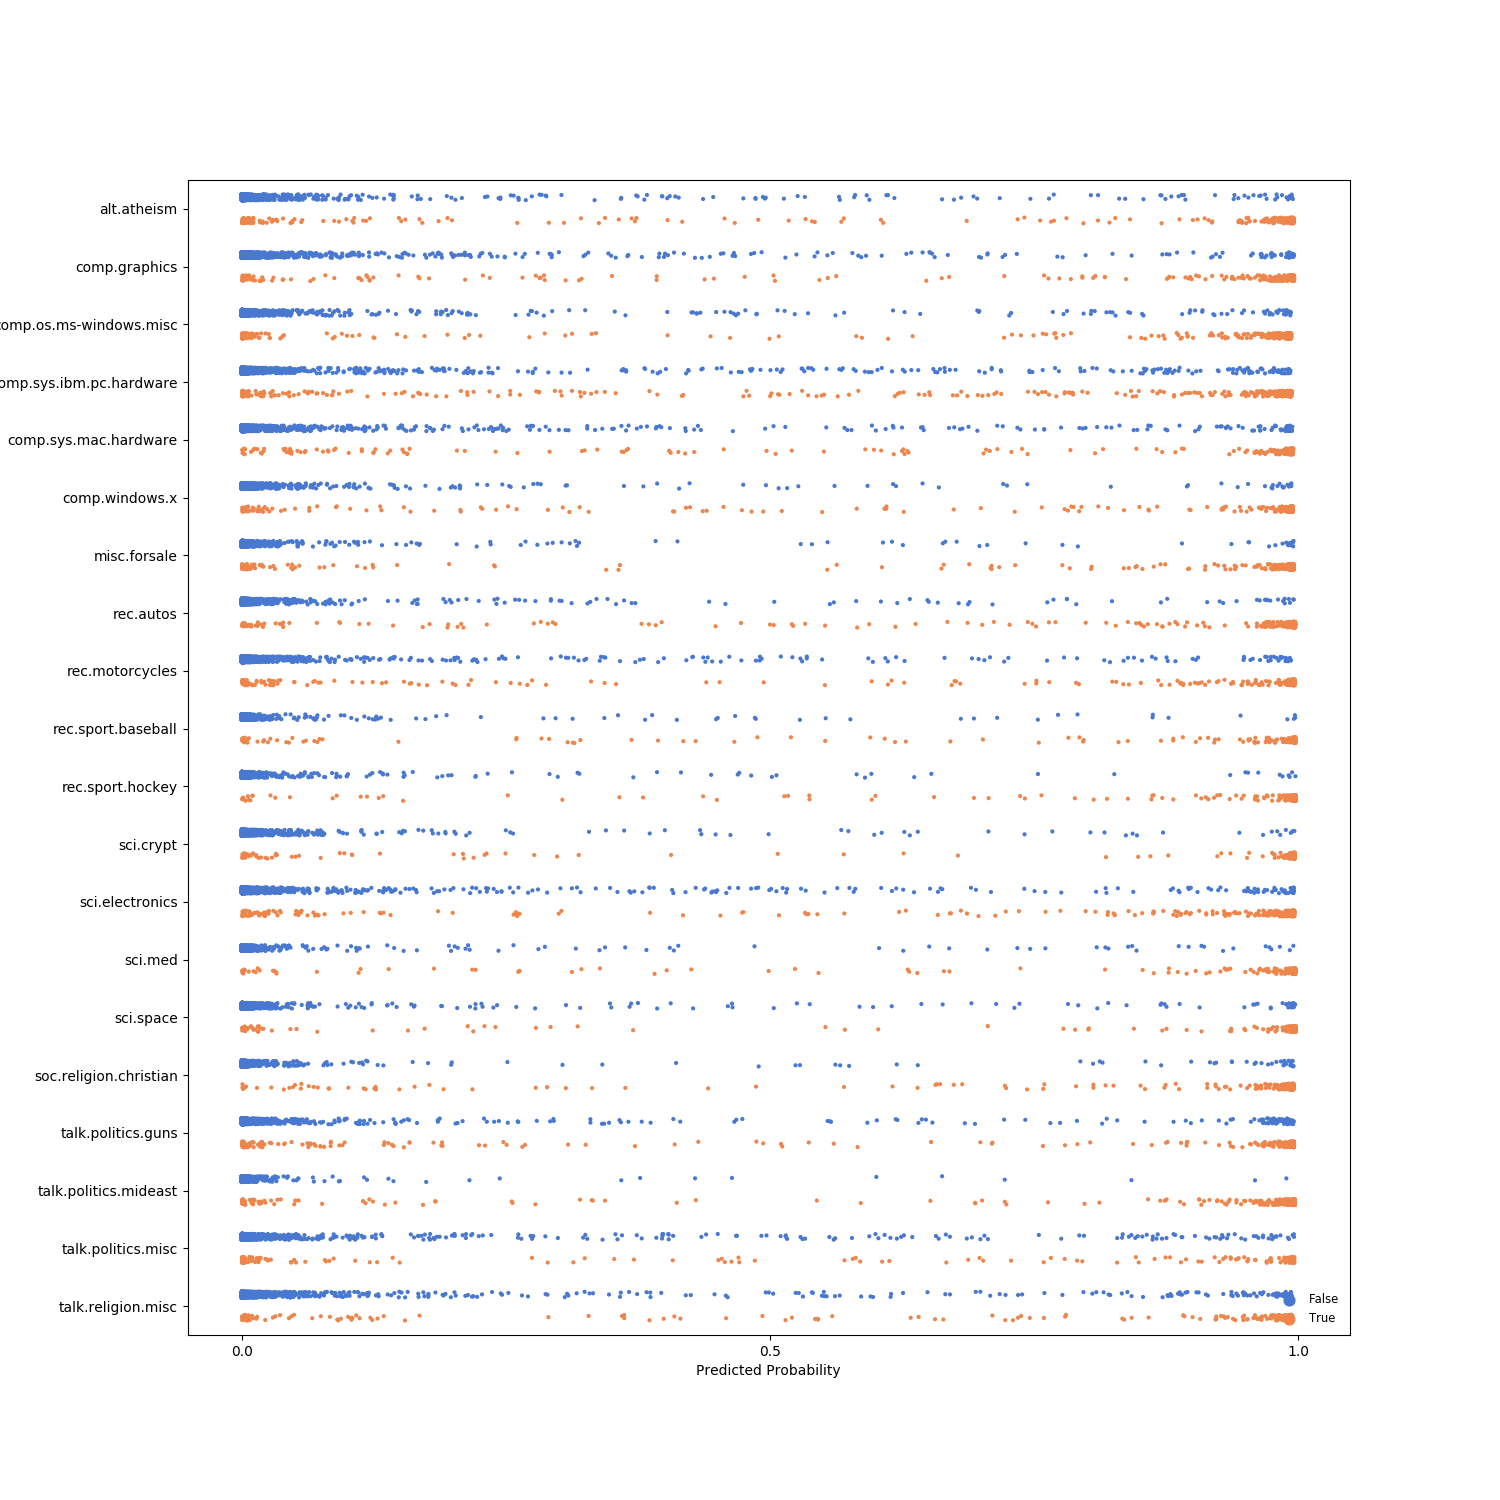 alt.atheism
comp.graphics
comp.os.ms-windows.misc
omp.sys.ibm.pc.hardware
comp.sys.mac.hardware
comp.windows.x
misc.forsale
rec.autos
rec.motorcycles
rec.sport.baseball
rec.sport.hockey
sci.crypt
sci.electronics
sci.med
sci.space
soc.religion.christian
talk.politics.guns
talk.politics.mideast
talk.politics.misc
talk.religion.misc
False
True
0.0 0.5 1.0
Predicted Probability